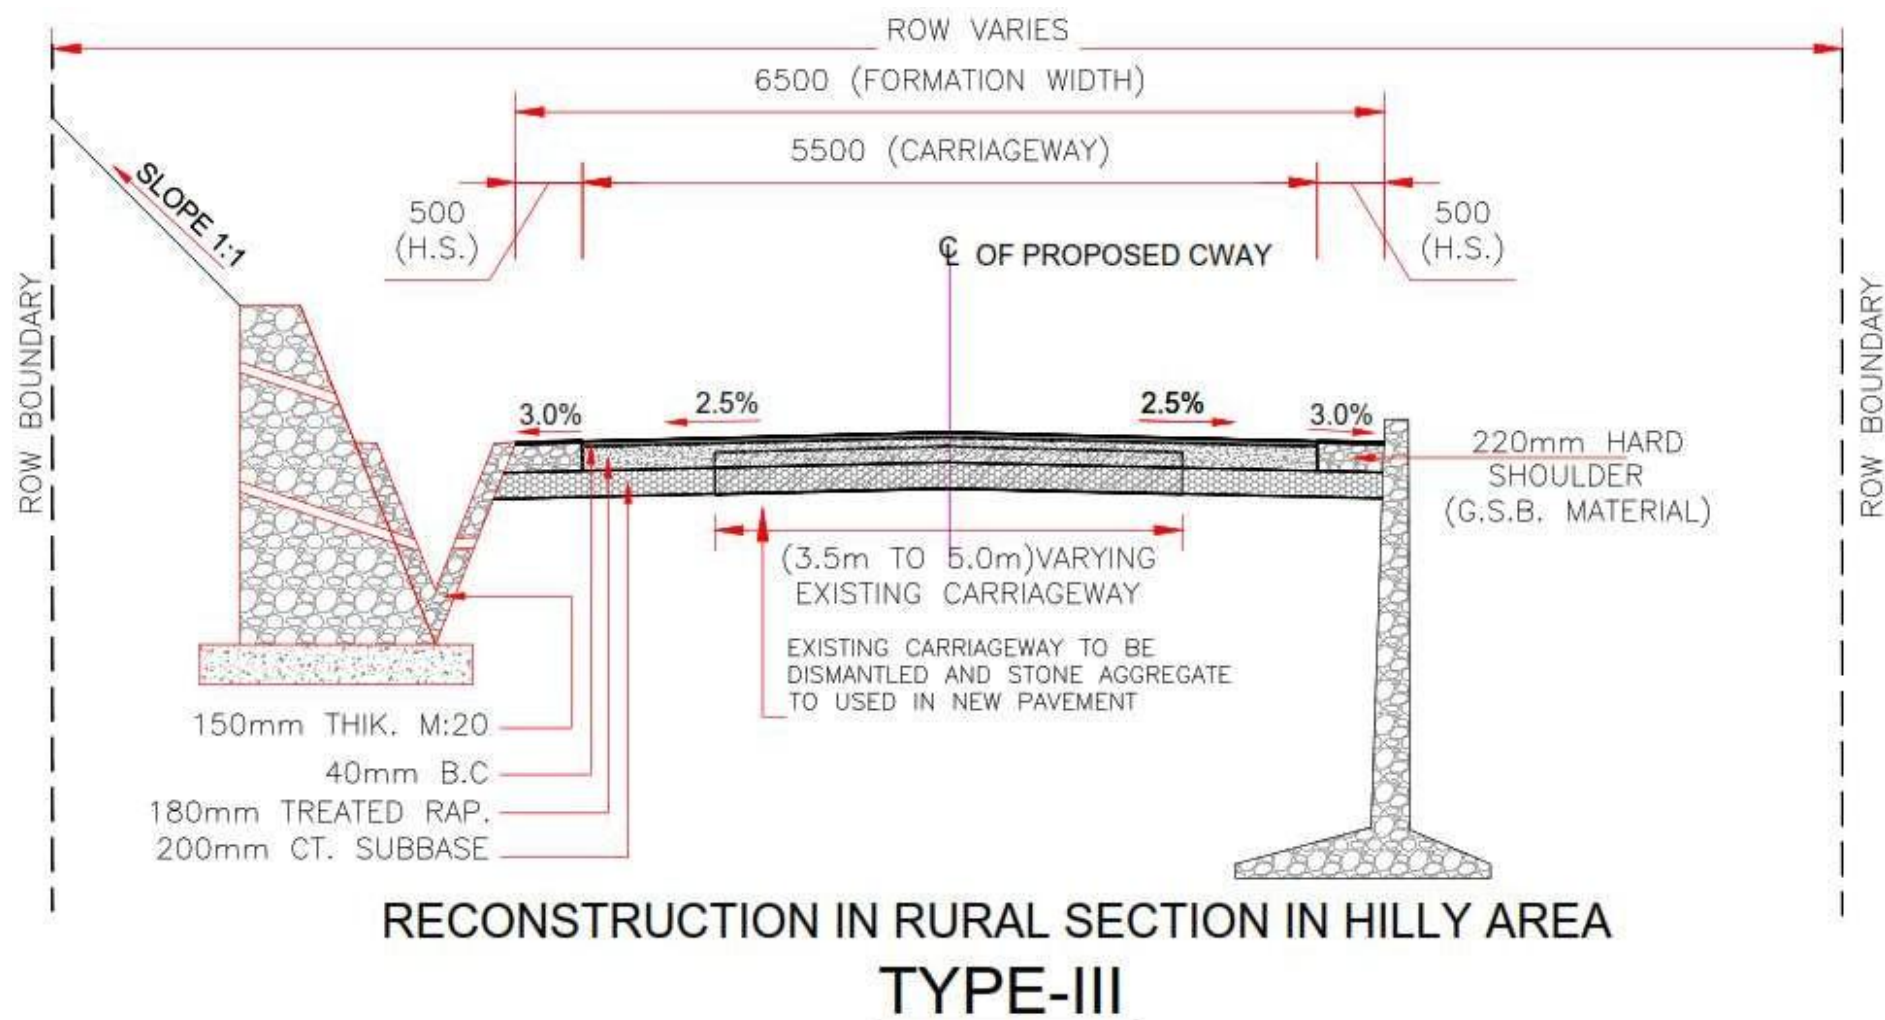 ROW VARIES
6500 (FORMATION WIDTH)
5500 (CARRIAGEWAY)
SLOPE 1:1
500
(H.S.)
500
(H.S.)
℄ OF PROPOSED CWAY
ROW BOUNDARY
ROW BOUNDARY
3.0%
2.5%
2.5%
3.0%
220mm HARD
SHOULDER
(G.S.B. MATERIAL)
(3.5m TO 5.0m)VARYING
EXISTING CARRIAGEWAY
EXISTING CARRIAGEWAY TO BE
DISMANTLED AND STONE AGGREGATE
TO USED IN NEW PAVEMENT
150mm THIK. M:20
40mm B.C
180mm TREATED RAP.
200mm CT. SUBBASE
RECONSTRUCTION IN RURAL SECTION IN HILLY AREA
TYPE-III